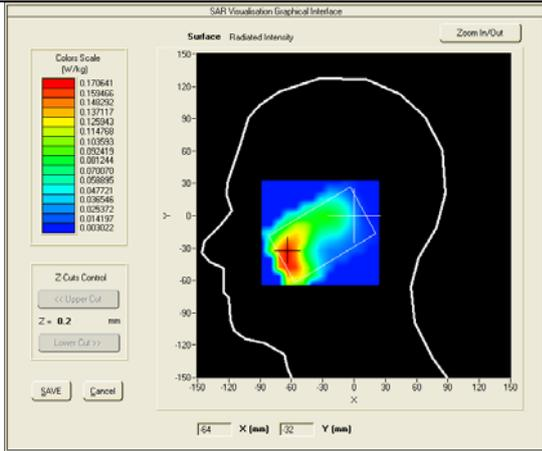 SAR Visualisation Graphical Interface
Surface Radiated Intensity
Zoom In/Out
Colors Scale
(W/kg)
0.170641
0.159466
0.148292
0.137117
0.125943
0.114768
0.103593
0.092419
0.081244
0.070070
0.058895
0.047721
0.036546
0.025372
0.014197
0.003022
150
120
90
60
30
0
-30
-60
-90
-120
-150
Y
-150 -120 -90 -60 -30 0 30 60 90 120 150
X
Z Cuts Control
<< Upper Cut
Z = 0.2 mm
Lower Cut >>
SAVE Cancel
-64 X (mm) -32 Y (mm)